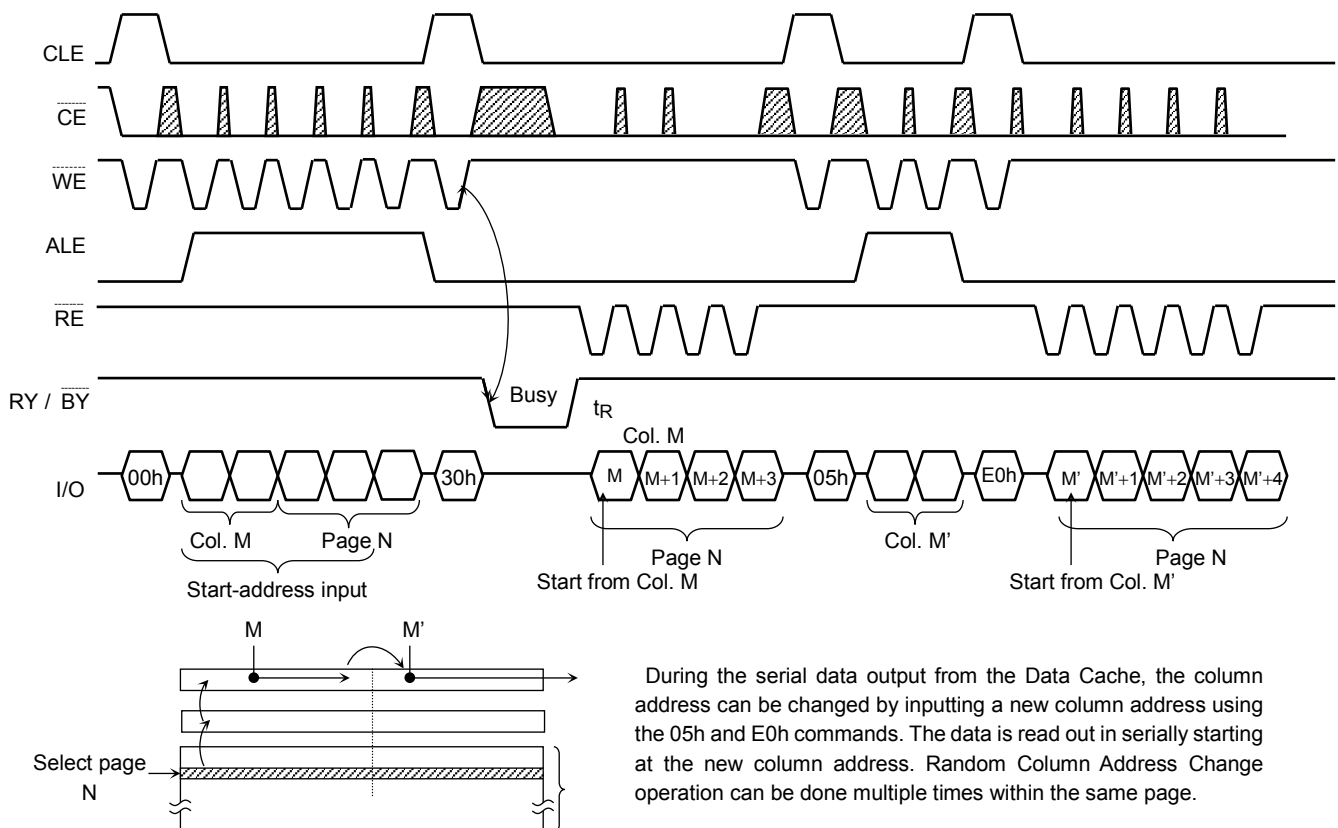 CLE
CE
WE
ALE
RE
RY / BY
Busy
tR
Col. M
I/O
00h
30h
M
M+1
M+2
M+3
05h
E0h
M'
M'+1
M'+2
M'+3
M'+4
Col. M
Page N
Start-address input
Page N
Start from Col. M
Col. M’
Page N
Start from Col. M’
M
M’
Select page
N
During the serial data output from the Data Cache, the column
address can be changed by inputting a new column address using
the 05h and E0h commands. The data is read out in serially starting
at the new column address. Random Column Address Change
operation can be done multiple times within the same page.